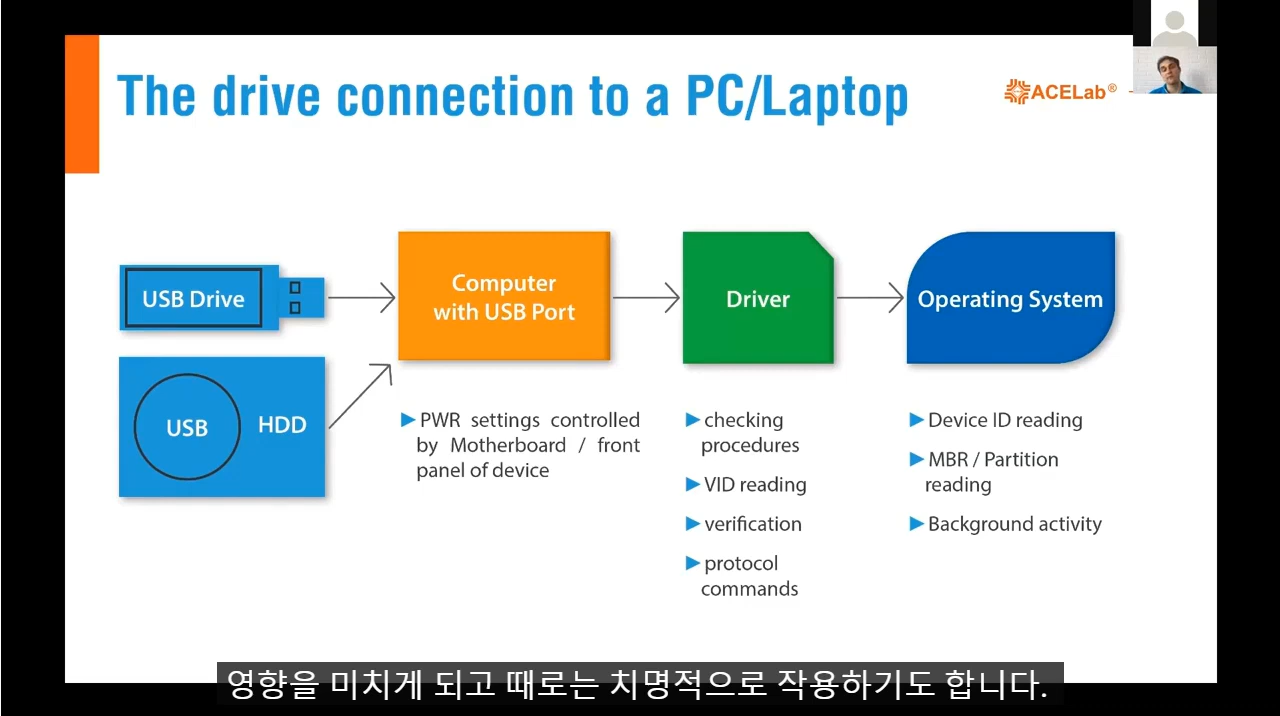 The drive connection to a PC/Laptop
ACELab®
USB Drive
USB
HDD
Computer
with USB Port
Driver
Operating System
PWR settings controlled
by Motherboard / front
panel of device
checking
procedures
VID reading
verification
protocol
commands
Device ID reading
MBR / Partition
reading
Background activity
영향을 미치게 되고 때로는 치명적으로 작용하기도 합니다.